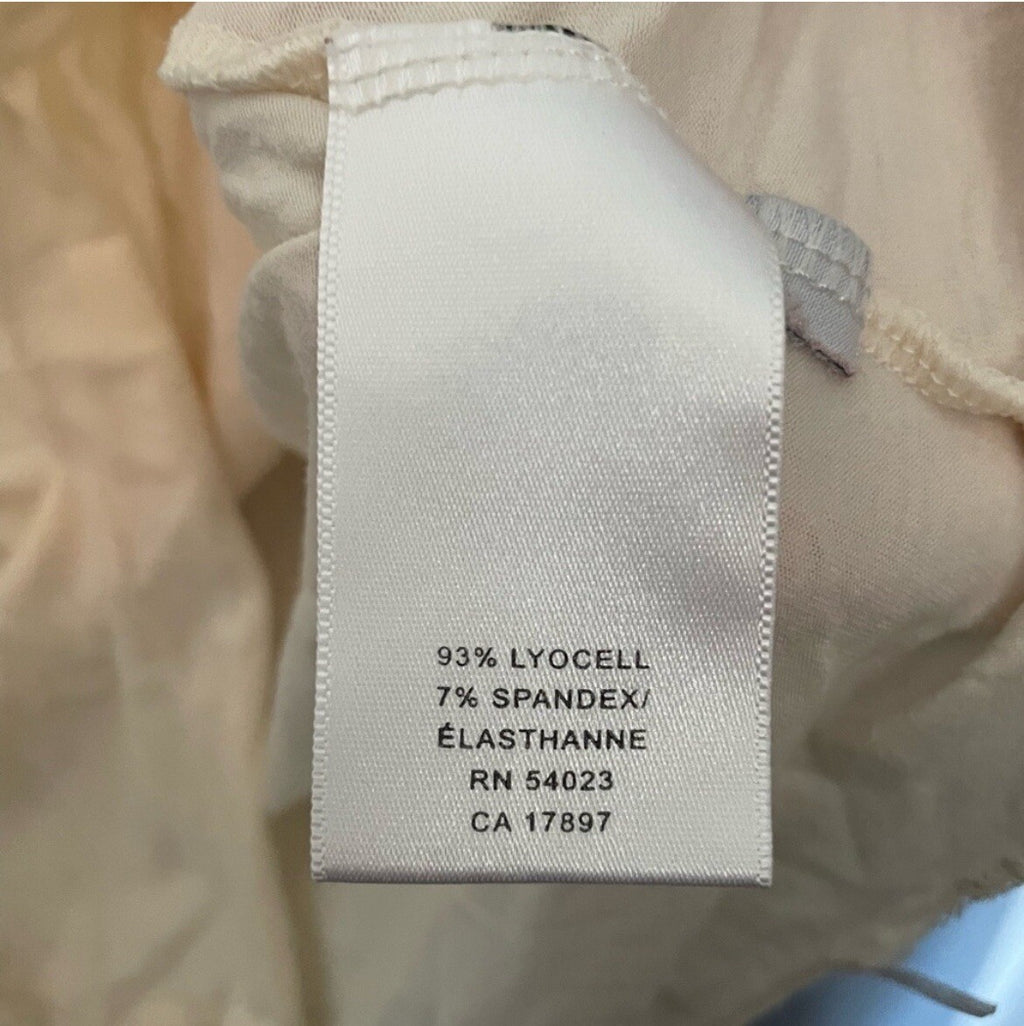 93% LYOCELL
7% SPANDEX/
ÉLASTHANNE
RN 54023
CA 17897